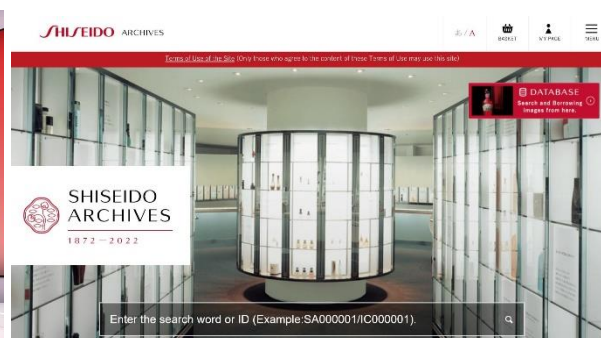 SHISEIDO ARCHIVES
あ / A
BASKET
MY PAGE
MENU
Terms of Use of the Site (Only those who agree to the content of these Terms of Use may use this site)
DATABASE
Search and Borrowing
Images from here.
SHISEIDO
ARCHIVES
1872－2022
Enter the search word or ID (Example:SA000001/IC000001).